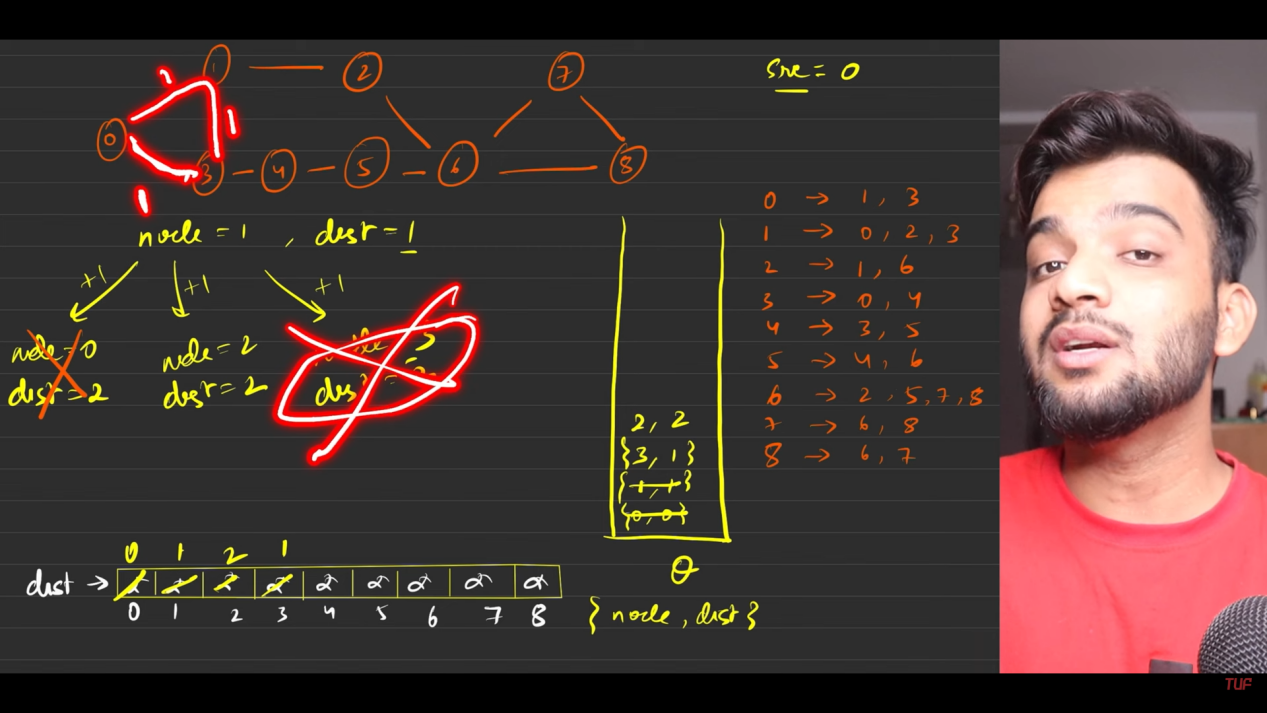 src = 0
1
2
7
1
1
0
3
4
5
6
8
1
node = 1 , dist = 1
+1
+1
+1
node = 0
dist = 2
node = 2
dist = 2
dist =
0 → 1, 3
1 → 0, 2, 3
2 → 1, 6
3 → 0, 4
4 → 3, 5
5 → 4, 6
6 → 2, 5, 7, 8
7 → 6, 8
8 → 6, 7
2, 2
{3, 1}
{1, 1}
{0, 0}
Q
{ node, dist }
0 1 2 1
dist → α α α α α α α α α
0 1 2 3 4 5 6 7 8
TUF